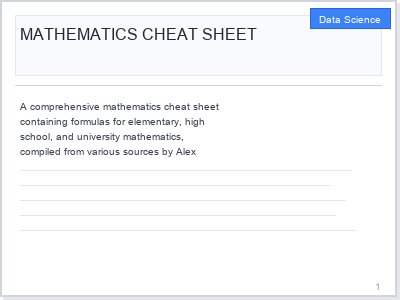 Data Science
MATHEMATICS CHEAT SHEET
A comprehensive mathematics cheat sheet
containing formulas for elementary, high
school, and university mathematics,
compiled from various sources by Alex
1